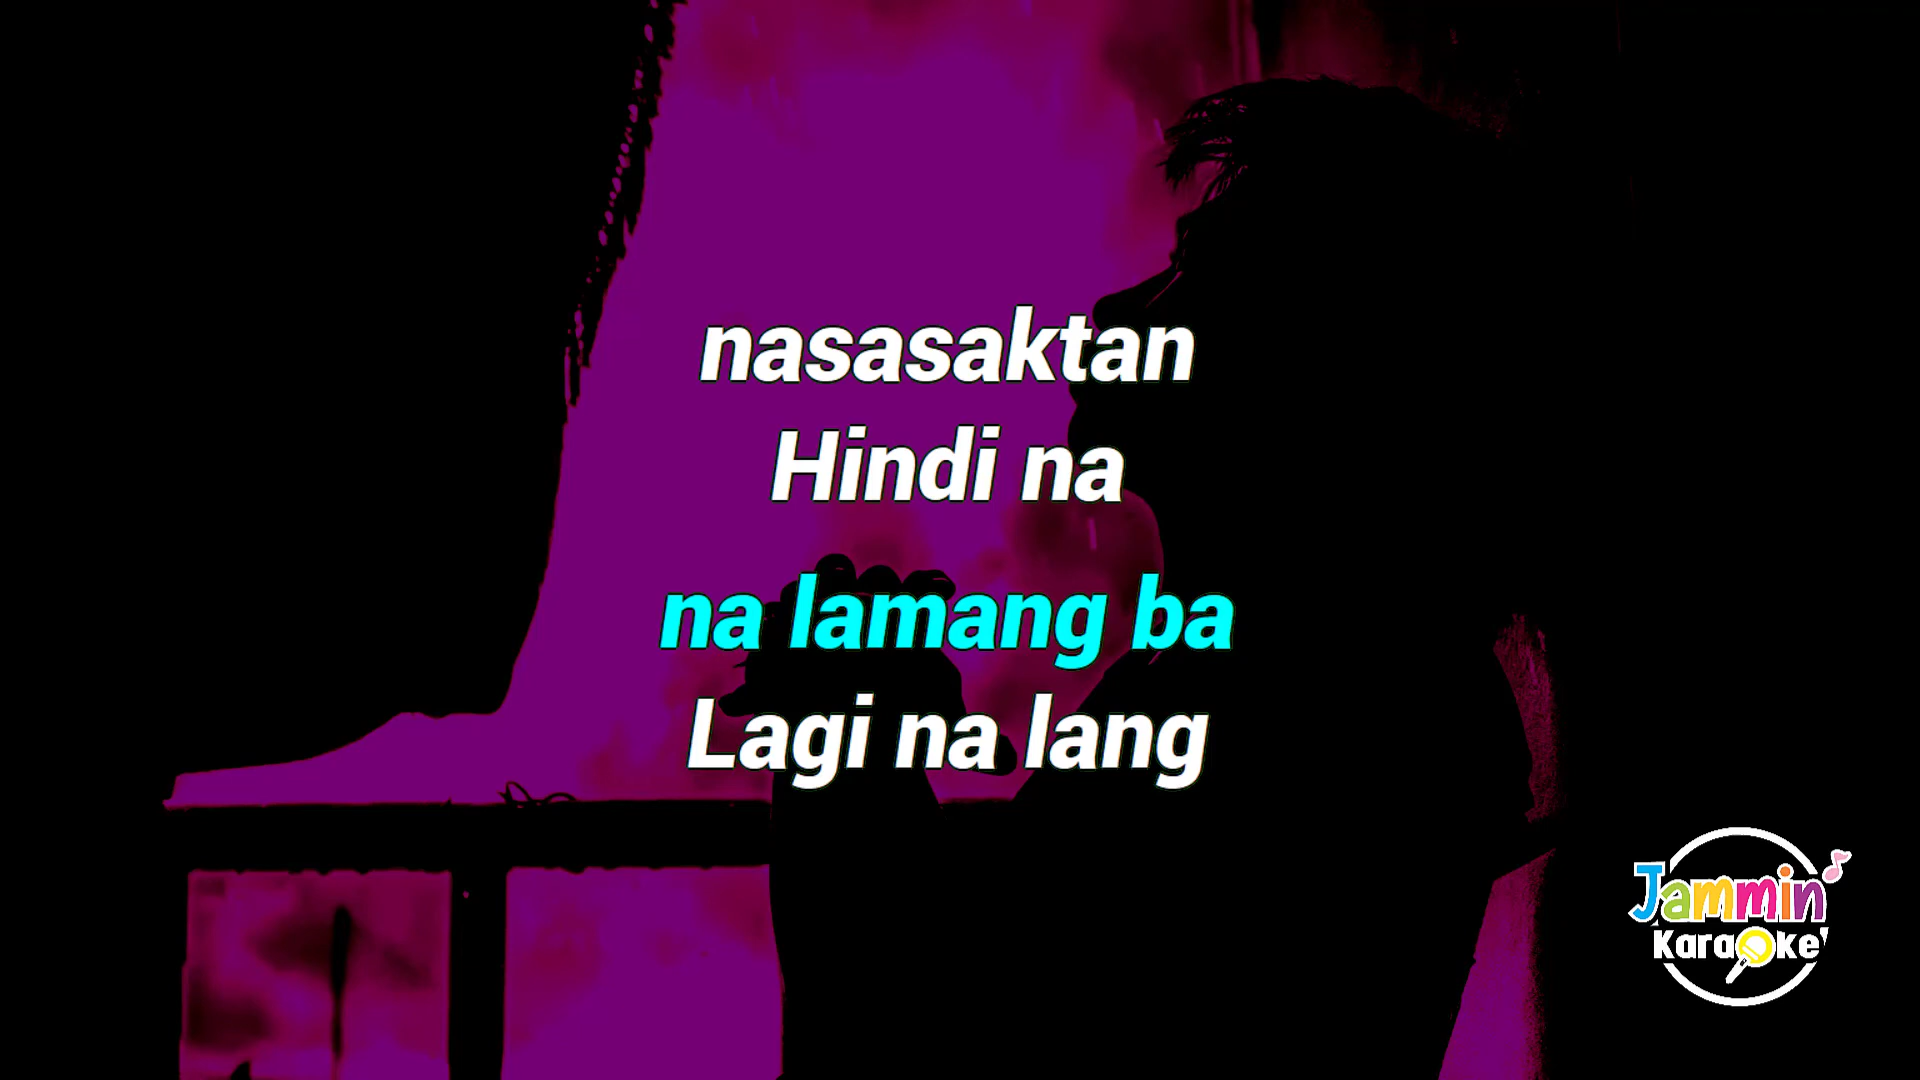 nasasaktan
Hindi na
na lamang ba
Lagi na lang
Jammin'
Karaoke